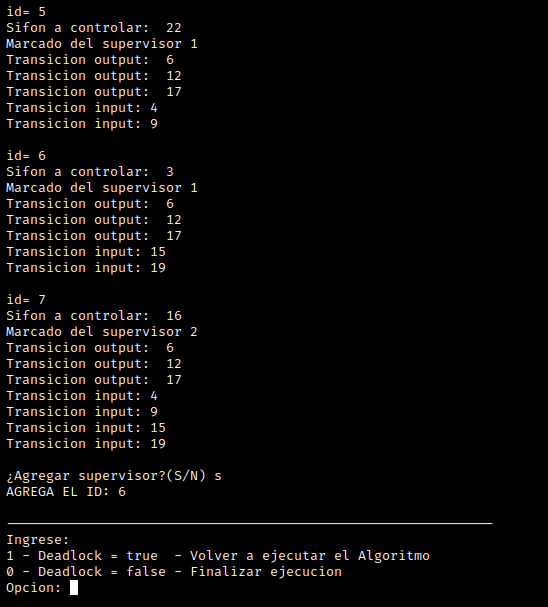 id= 5
Sifon a controlar:  22
Marcado del supervisor 1
Transicion output:  6
Transicion output:  12
Transicion output:  17
Transicion input: 4
Transicion input: 9
id= 6
Sifon a controlar:  3
Marcado del supervisor 1
Transicion output:  6
Transicion output:  12
Transicion output:  17
Transicion input: 15
Transicion input: 19
id= 7
Sifon a controlar:  16
Marcado del supervisor 2
Transicion output:  6
Transicion output:  12
Transicion output:  17
Transicion input: 4
Transicion input: 9
Transicion input: 15
Transicion input: 19
¿Agregar supervisor?(S/N) s
AGREGA EL ID: 6
Ingrese:
1 - Deadlock = true  - Volver a ejecutar el Algoritmo
0 - Deadlock = false - Finalizar ejecucion
Opcion: